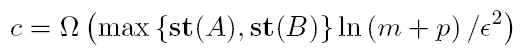 c = Ω (max {st(A), st(B)} ln (m + p) /ϵ²)